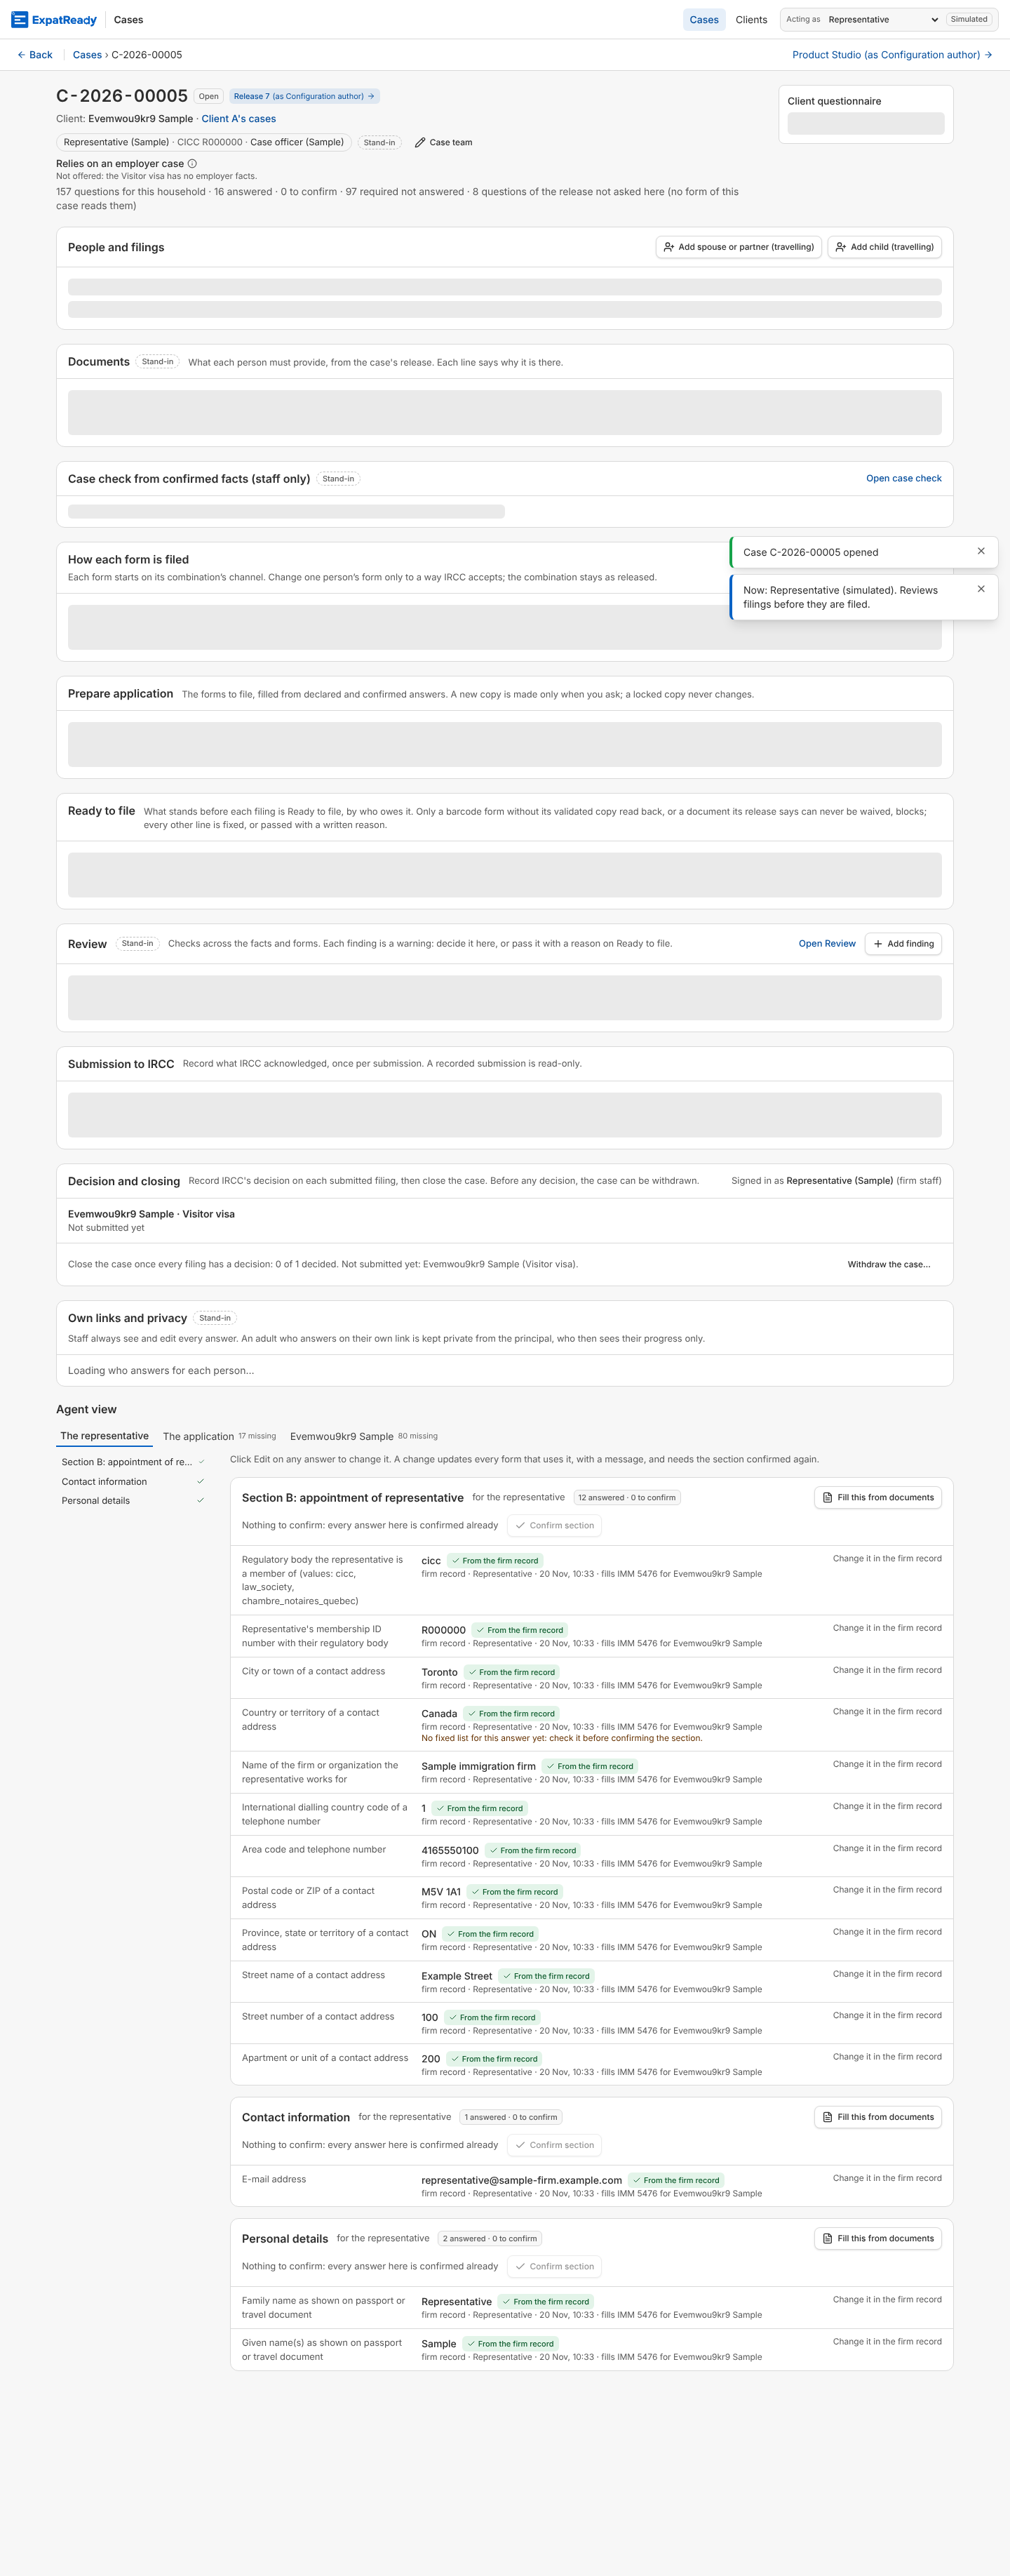 ExpatReady
Cases
Cases
Clients
Acting as Representative Simulated
Back
Cases › C-2026-00005
Product Studio (as Configuration author) →
C-2026-00005 Open Release 7 (as Configuration author) →
Client: Evemwou9kr9 Sample · Client A's cases
Representative (Sample) · CICC R000000 · Case officer (Sample) Stand-in Case team
Relies on an employer case
Not offered: the Visitor visa has no employer facts.
157 questions for this household · 16 answered · 0 to confirm · 97 required not answered · 8 questions of the release not asked here (no form of this
case reads them)
Client questionnaire
People and filings
Add spouse or partner (travelling)
Add child (travelling)
Documents Stand-in What each person must provide, from the case's release. Each line says why it is there.
Case check from confirmed facts (staff only) Stand-in Open case check
How each form is filed
Each form starts on its combination's channel. Change one person's form only to a way IRCC accepts; the combination stays as released.
Case C-2026-00005 opened
Now: Representative (simulated). Reviews
filings before they are filed.
Prepare application The forms to file, filled from declared and confirmed answers. A new copy is made only when you ask; a locked copy never changes.
Ready to file What stands before each filing is Ready to file, by who owes it. Only a barcode form without its validated copy read back, or a document its release says can never be waived, blocks;
every other line is fixed, or passed with a written reason.
Review Stand-in Checks across the facts and forms. Each finding is a warning: decide it here, or pass it with a reason on Ready to file. Open Review Add finding
Submission to IRCC Record what IRCC acknowledged, once per submission. A recorded submission is read-only.
Decision and closing Record IRCC's decision on each submitted filing, then close the case. Before any decision, the case can be withdrawn. Signed in as Representative (Sample) (firm staff)
Evemwou9kr9 Sample · Visitor visa
Not submitted yet
Close the case once every filing has a decision: 0 of 1 decided. Not submitted yet: Evemwou9kr9 Sample (Visitor visa). Withdraw the case...
Own links and privacy Stand-in
Staff always see and edit every answer. An adult who answers on their own link is kept private from the principal, who then sees their progress only.
Loading who answers for each person...
Agent view
The representative The application 17 missing Evemwou9kr9 Sample 80 missing
Section B: appointment of re...
Contact information
Personal details
Click Edit on any answer to change it. A change updates every form that uses it, with a message, and needs the section confirmed again.
Section B: appointment of representative for the representative 12 answered · 0 to confirm Fill this from documents
Nothing to confirm: every answer here is confirmed already Confirm section
Regulatory body the representative is
a member of (values: cicc,
law_society,
chambre_notaires_quebec)
cicc From the firm record
firm record · Representative · 20 Nov, 10:33 · fills IMM 5476 for Evemwou9kr9 Sample
Change it in the firm record
Representative's membership ID
number with their regulatory body
R000000 From the firm record
firm record · Representative · 20 Nov, 10:33 · fills IMM 5476 for Evemwou9kr9 Sample
Change it in the firm record
City or town of a contact address
Toronto From the firm record
firm record · Representative · 20 Nov, 10:33 · fills IMM 5476 for Evemwou9kr9 Sample
Change it in the firm record
Country or territory of a contact
address
Canada From the firm record
firm record · Representative · 20 Nov, 10:33 · fills IMM 5476 for Evemwou9kr9 Sample
No fixed list for this answer yet: check it before confirming the section.
Change it in the firm record
Name of the firm or organization the
representative works for
Sample immigration firm From the firm record
firm record · Representative · 20 Nov, 10:33 · fills IMM 5476 for Evemwou9kr9 Sample
Change it in the firm record
International dialling country code of a
telephone number
1 From the firm record
firm record · Representative · 20 Nov, 10:33 · fills IMM 5476 for Evemwou9kr9 Sample
Change it in the firm record
Area code and telephone number
4165550100 From the firm record
firm record · Representative · 20 Nov, 10:33 · fills IMM 5476 for Evemwou9kr9 Sample
Change it in the firm record
Postal code or ZIP of a contact
address
M5V 1A1 From the firm record
firm record · Representative · 20 Nov, 10:33 · fills IMM 5476 for Evemwou9kr9 Sample
Change it in the firm record
Province, state or territory of a contact
address
ON From the firm record
firm record · Representative · 20 Nov, 10:33 · fills IMM 5476 for Evemwou9kr9 Sample
Change it in the firm record
Street name of a contact address
Example Street From the firm record
firm record · Representative · 20 Nov, 10:33 · fills IMM 5476 for Evemwou9kr9 Sample
Change it in the firm record
Street number of a contact address
100 From the firm record
firm record · Representative · 20 Nov, 10:33 · fills IMM 5476 for Evemwou9kr9 Sample
Change it in the firm record
Apartment or unit of a contact address
200 From the firm record
firm record · Representative · 20 Nov, 10:33 · fills IMM 5476 for Evemwou9kr9 Sample
Change it in the firm record
Contact information for the representative 1 answered · 0 to confirm Fill this from documents
Nothing to confirm: every answer here is confirmed already Confirm section
E-mail address
representative@sample-firm.example.com From the firm record
firm record · Representative · 20 Nov, 10:33 · fills IMM 5476 for Evemwou9kr9 Sample
Change it in the firm record
Personal details for the representative 2 answered · 0 to confirm Fill this from documents
Nothing to confirm: every answer here is confirmed already Confirm section
Family name as shown on passport or
travel document
Representative From the firm record
firm record · Representative · 20 Nov, 10:33 · fills IMM 5476 for Evemwou9kr9 Sample
Change it in the firm record
Given name(s) as shown on passport
or travel document
Sample From the firm record
firm record · Representative · 20 Nov, 10:33 · fills IMM 5476 for Evemwou9kr9 Sample
Change it in the firm record